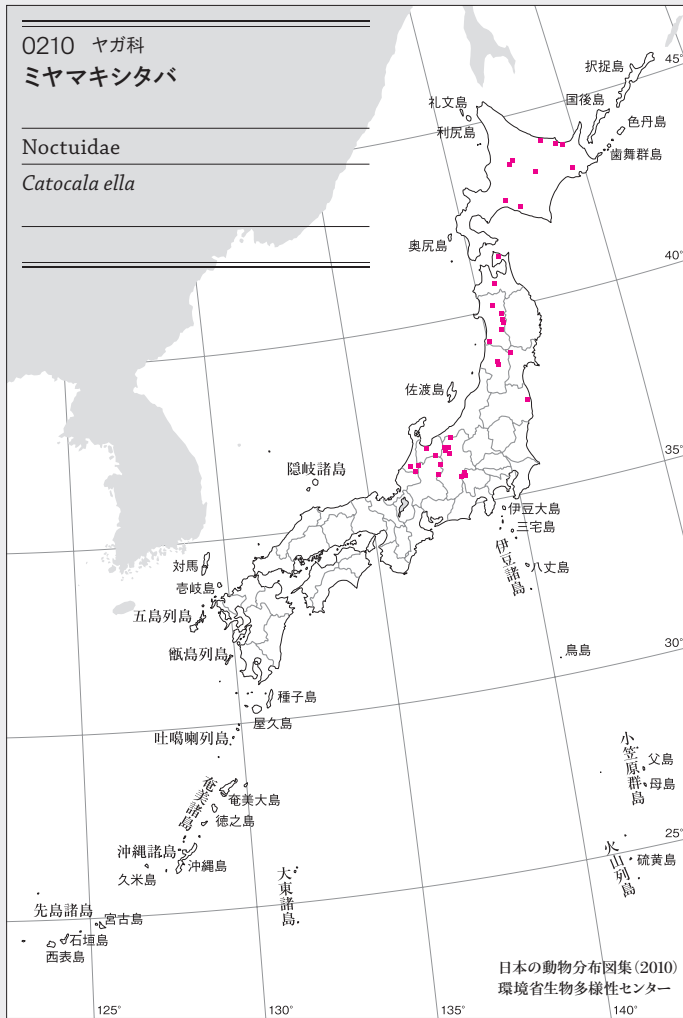 0210 ヤガ科
ミヤマキシタバ
Noctuidae
Catocala ella
択捉島
45°
国後島
礼文島
色丹島
利尻島
歯舞群島
奥尻島
40°
佐渡島
35°
隠岐諸島
伊豆大島
三宅島
伊豆諸島
八丈島
対馬
壱岐島
五島列島
甑島列島
鳥島
30°
種子島
屋久島
吐噶喇列島
小笠原群島
父島
母島
奄美諸島
奄美大島
徳之島
沖縄諸島
沖縄島
久米島
25°
火山列島
硫黄島
大東諸島
先島諸島
宮古島
石垣島
西表島
日本の動物分布図集(2010)
環境省生物多様性センター
125°
130°
135°
140°